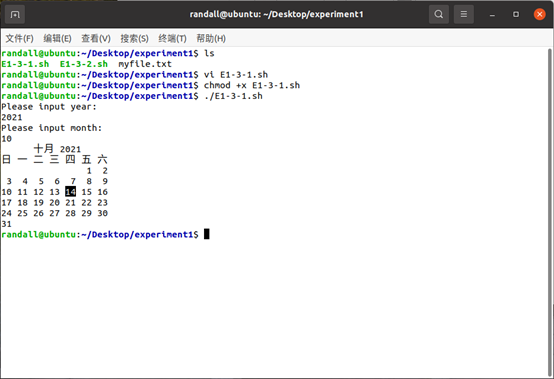 randall@ubuntu: ~/Desktop/experiment1
文件(F) 编辑(E) 查看(V) 搜索(S) 终端(T) 帮助(H)
randall@ubuntu:~/Desktop/experiment1$ ls
E1-3-1.sh E1-3-2.sh myfile.txt
randall@ubuntu:~/Desktop/experiment1$ vi E1-3-1.sh
randall@ubuntu:~/Desktop/experiment1$ chmod +x E1-3-1.sh
randall@ubuntu:~/Desktop/experiment1$ ./E1-3-1.sh
Please input year:
2021
Please input month:
10
十月 2021
日 一 二 三 四 五 六
1 2
3 4 5 6 7 8 9
10 11 12 13 14 15 16
17 18 19 20 21 22 23
24 25 26 27 28 29 30
31
randall@ubuntu:~/Desktop/experiment1$